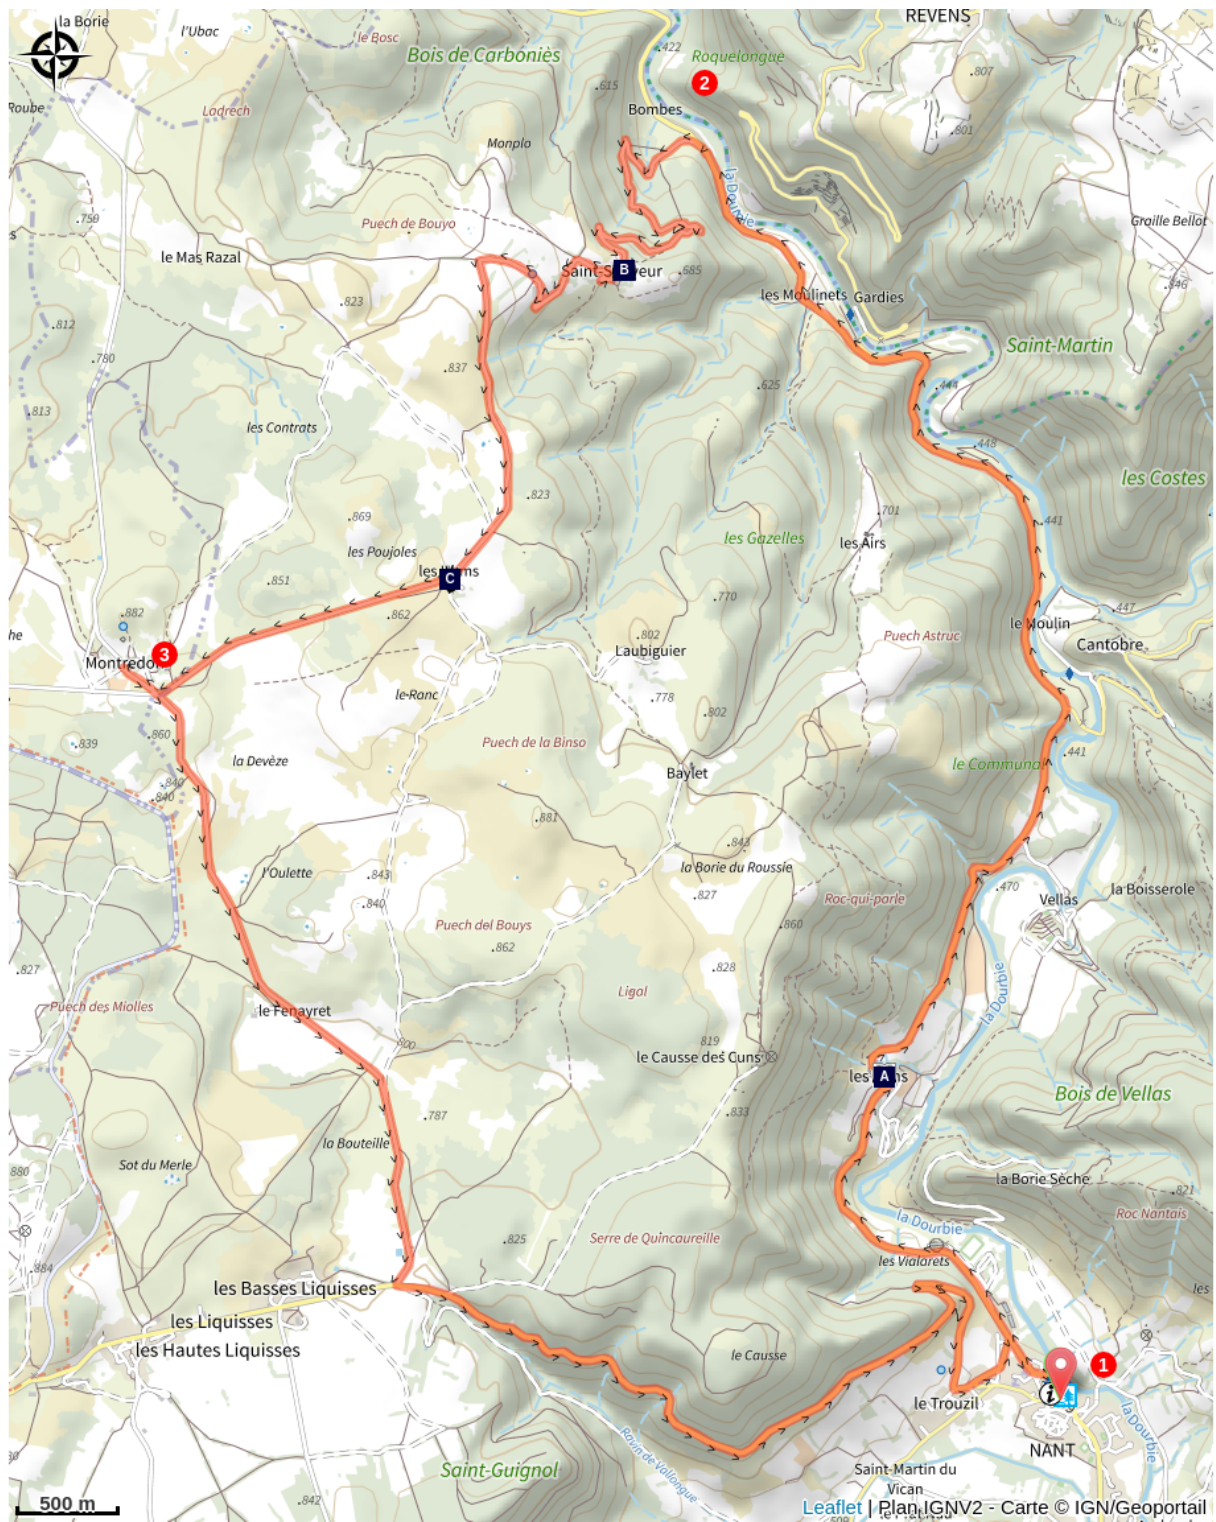 REVENS
la Borie
l'Ubac
le Bosc
Bois de Carboniès
.422
Roquelongue
2
.807
.615
Ladrech
Bombes
.801
Monplo
la Dourbie
.759
Puech de Bouyo
Graille Bellot
le Mas Razal
B
.685
.823
les Moulinets
Gardies
.846
.812
Saint-Martin
.780
.837
.625
.444
.813
les Contrats
.448
les Costes
.823
.701
.869
.441
les Gazelles
les Airs
les Poujoles
C
.851
.770
.882
.862
.447
he
.802
Puech Astruc
le Moulin
3
Laubiguier
Cantobre
le Ranc
.778
.802
.860
.839
Puech de la Binso
.441
la Devèze
le Communal
Baylet
.840
.840
.881
.843
l'Oulette
.843
la Borie du Roussie
.470
la Boisserole
.840
.827
Roc-qui-parle
Vellas
Puech del Bouys
.860
.862
.827
.828
la Dourbie
Puech des Miolles
Ligal
le Fenayret
819
le Causse des Cuns
A
Bois de Vellas
.787
.833
la Bouteille
Sot du Merle
880
la Borie Sèche
.821
Roc Nantais
la Dourbie
.825
Serre de Quincaureille
les Vialarets
.884
les Basses Liquisses
les
les Liquisses
les Hautes Liquisses
le Causse
1
i
le Trouzil
la Dourbie
Ravin de Vallongue
NANT
Saint-Guignol
Saint-Martin du
Vican
.842
500 m
Leaflet | Plan IGNV2 - Carte © IGN/Geoportail